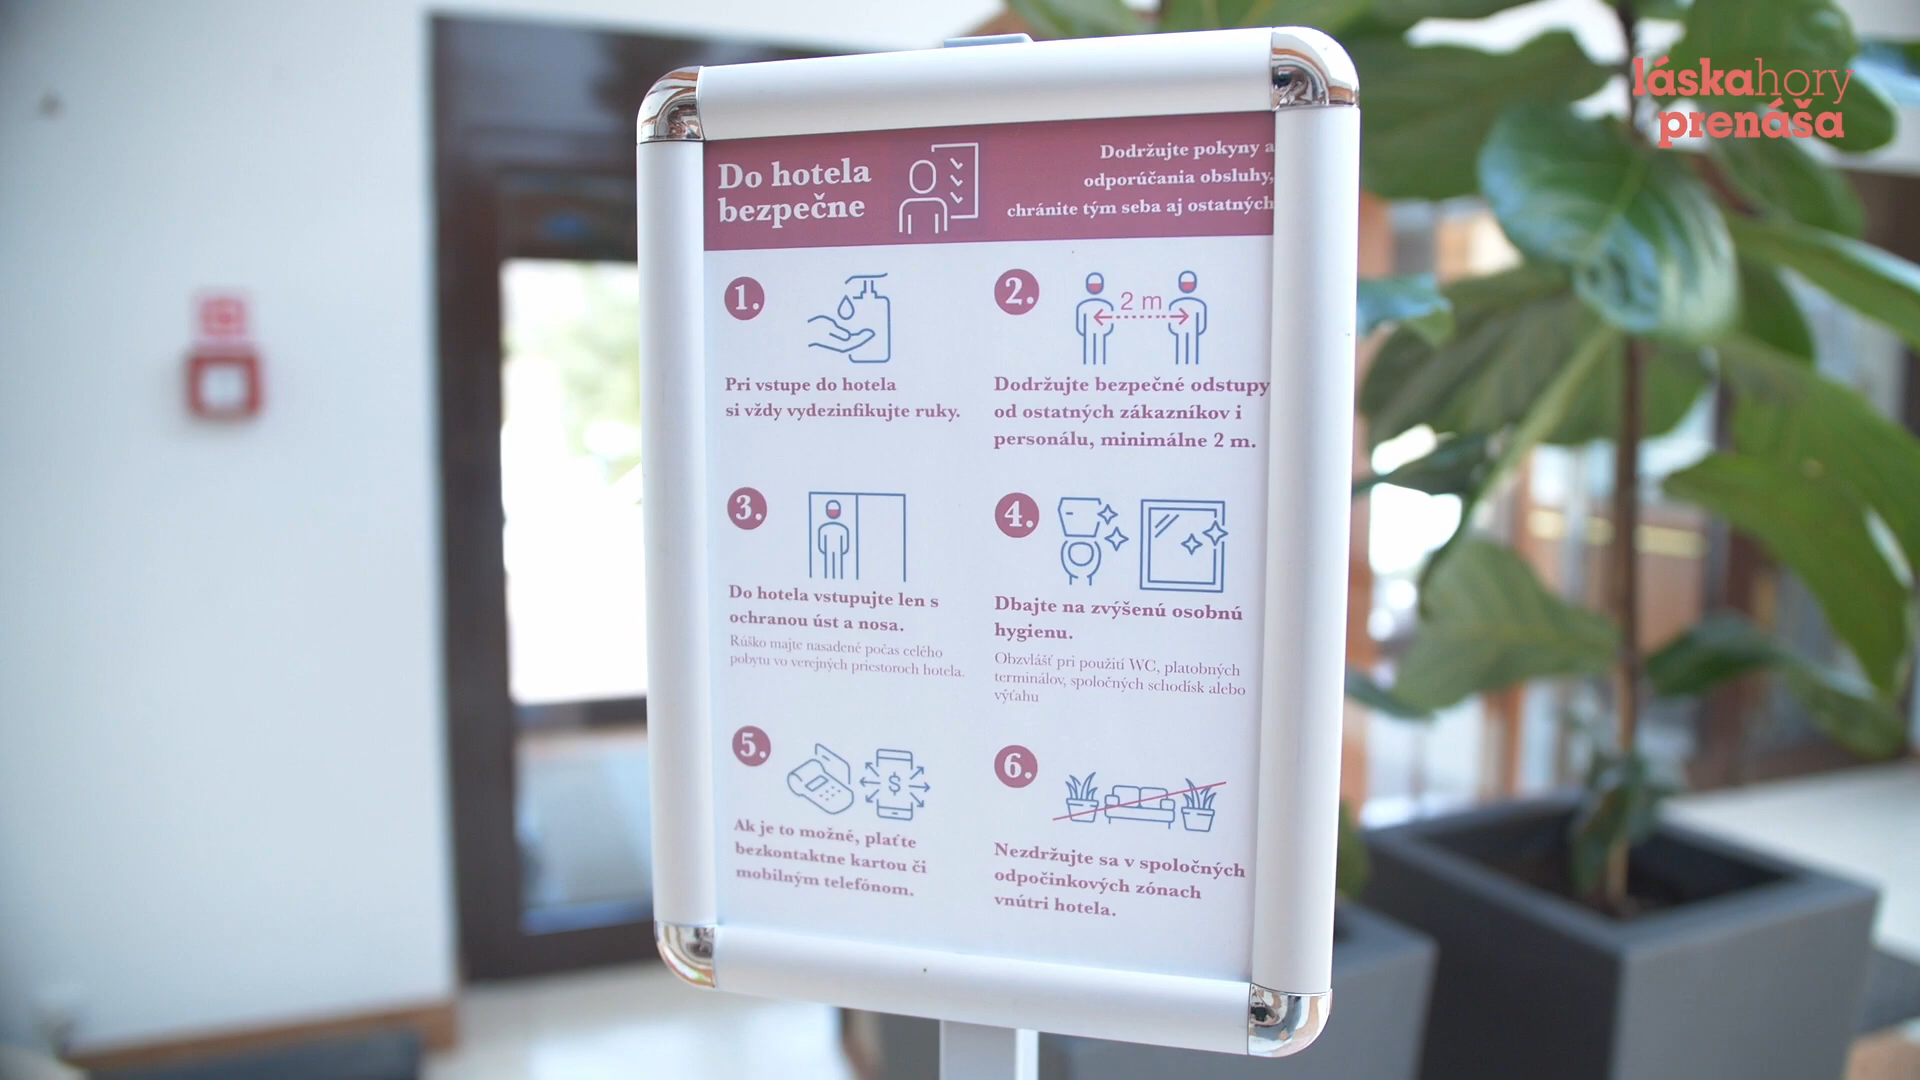 láskahory
prenáša
Do hotela
bezpečne
Dodržujte pokyny a
odporúčania obsluhy,
chránite tým seba aj ostatných
1.
Pri vstupe do hotela
si vždy vydezinfikujte ruky.
2.
2 m
Dodržujte bezpečné odstupy
od ostatných zákazníkov i
personálu, minimálne 2 m.
3.
Do hotela vstupujte len s
ochranou úst a nosa.
Rúško majte nasadené počas celého
pobytu vo verejných priestoroch hotela.
4.
Dbajte na zvýšenú osobnú
hygienu.
Obzvlášť pri použití WC, platobných
terminálov, spoločných schodísk alebo
výťahu
5.
$
Ak je to možné, plaťte
bezkontaktne kartou či
mobilným telefónom.
6.
Nezdržujte sa v spoločných
odpočinkových zónach
vnútri hotela.